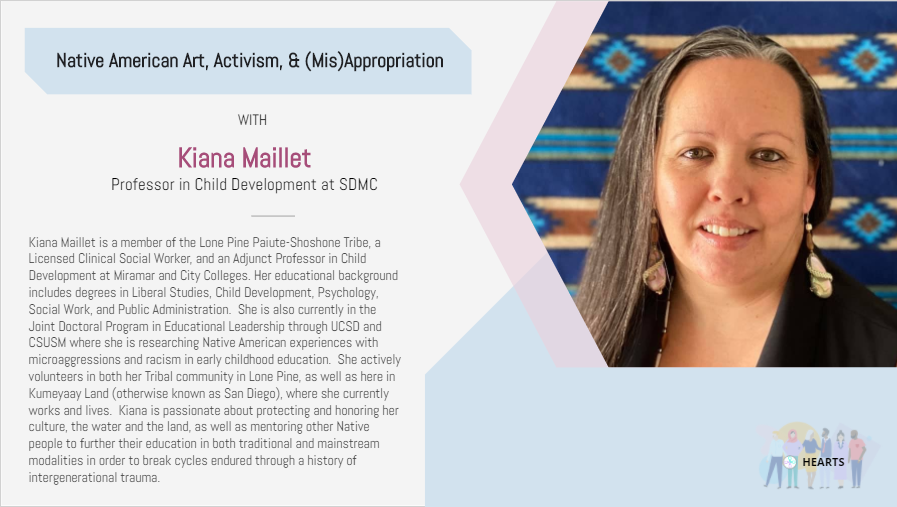 Native American Art, Activism, & (Mis)Appropriation
WITH
Kiana Maillet
Professor in Child Development at SDMC
Kiana Maillet is a member of the Lone Pine Paiute-Shoshone Tribe, a
Licensed Clinical Social Worker, and an Adjunct Professor in Child
Development at Miramar and City Colleges. Her educational background
includes degrees in Liberal Studies, Child Development, Psychology,
Social Work, and Public Administration.  She is also currently in the
Joint Doctoral Program in Educational Leadership through UCSD and
CSUSM where she is researching Native American experiences with
microaggressions and racism in early childhood education.  She actively
volunteers in both her Tribal community in Lone Pine, as well as here in
Kumeyaay Land (otherwise known as San Diego), where she currently
works and lives.  Kiana is passionate about protecting and honoring her
culture, the water and the land, as well as mentoring other Native
people to further their education in both traditional and mainstream
modalities in order to break cycles endured through a history of
intergenerational trauma.
HEARTS